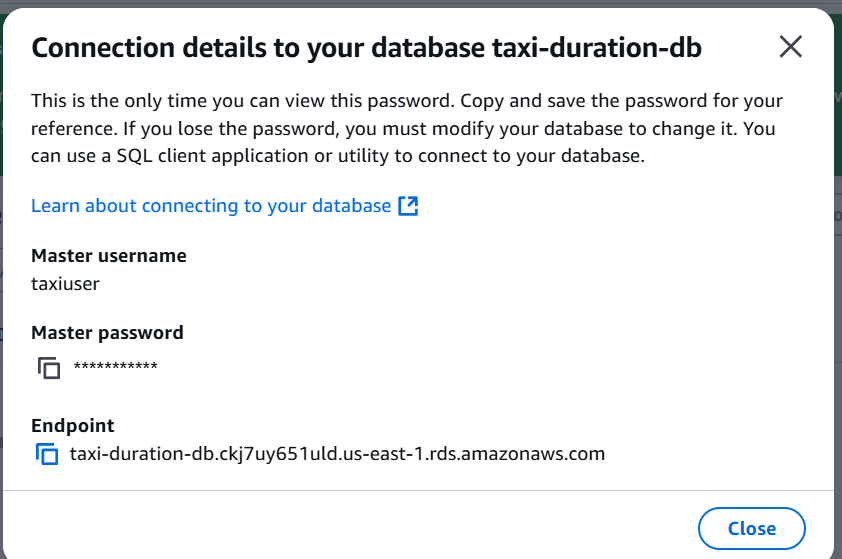 Connection details to your database taxi-duration-db
This is the only time you can view this password. Copy and save the password for your
reference. If you lose the password, you must modify your database to change it. You
can use a SQL client application or utility to connect to your database.
Learn about connecting to your database
Master username
taxiuser
Master password
***********
Endpoint
taxi-duration-db.ckj7uy651uld.us-east-1.rds.amazonaws.com
Close